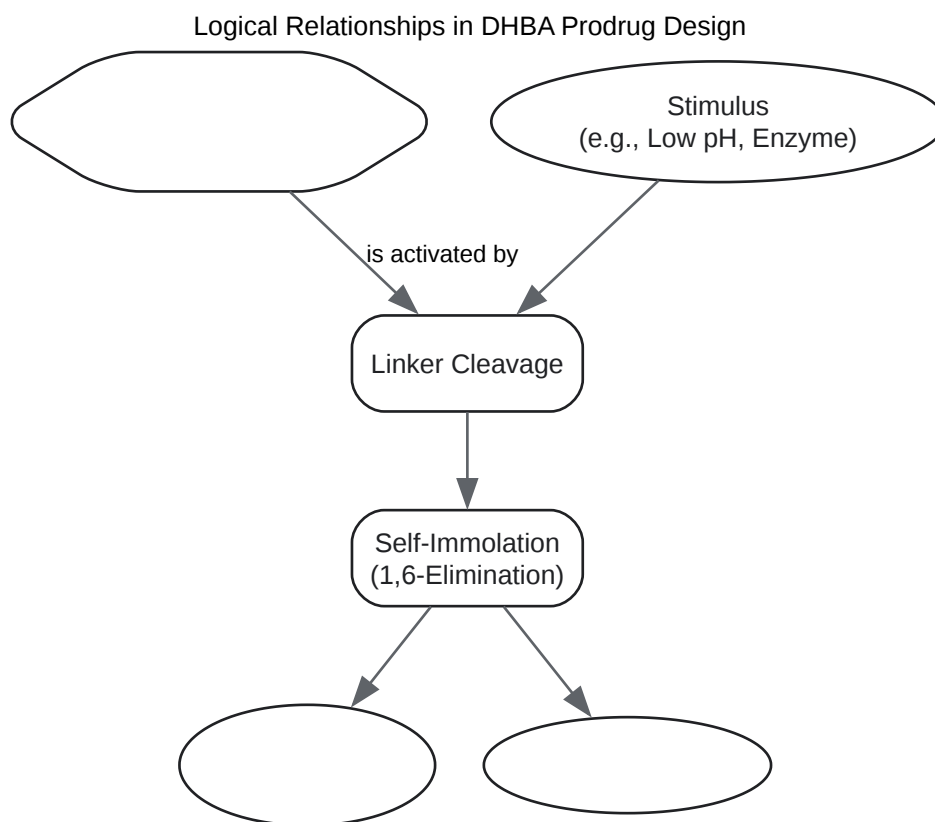 Logical Relationships in DHBA Prodrug Design
Stimulus
(e.g., Low pH, Enzyme)
is activated by
Linker Cleavage
Self-Immolation
(1,6-Elimination)